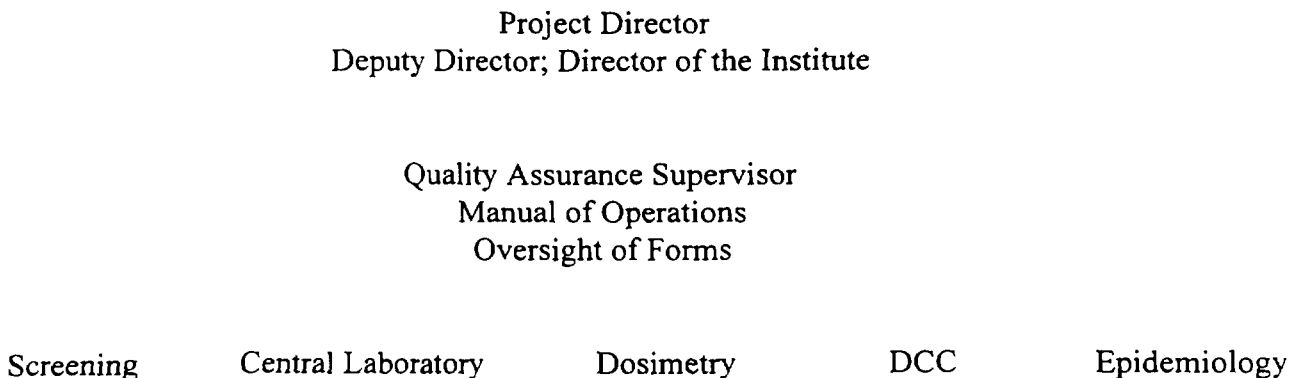 Project Director
Deputy Director; Director of the Institute
Quality Assurance Supervisor
Manual of Operations
Oversight of Forms
Screening Central Laboratory Dosimetry DCC Epidemiology